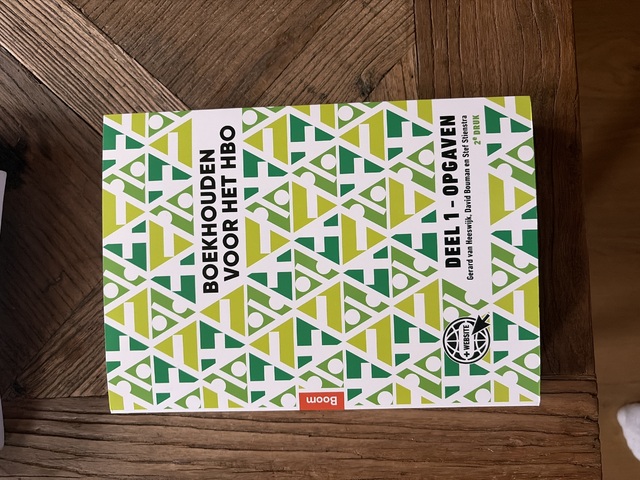 BOEKHOUDEN
VOOR HET HBO
DEEL 1 - OPGAVEN
Gerard van Heeswijk, David Bouman en Stef Stienstra
2e DRUK
+ WEBSITE
Boom